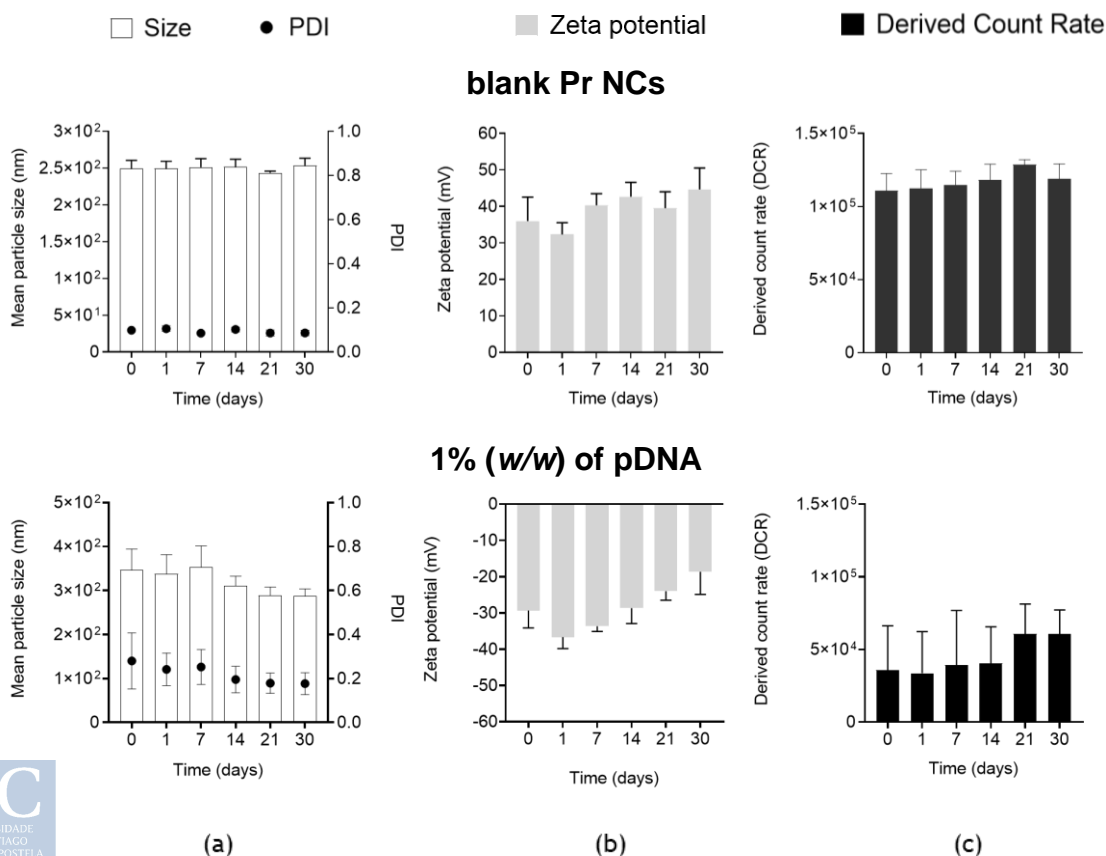 Size PDI Zeta potential Derived Count Rate
blank Pr NCs
Mean particle size (nm)
3×10²
2.5×10²
2×10²
1.5×10²
1×10²
5×10¹
0
1.0
0.8
0.6
0.4
0.2
0.0
PDI
0 1 7 14 21 30
Time (days)
Zeta potential (mV)
60
50
40
30
20
10
0
0 1 7 14 21 30
Time (days)
Derived count rate (DCR)
1.5×10⁵
1×10⁵
5×10⁴
0
0 1 7 14 21 30
Time (days)
1% (w/w) of pDNA
Mean particle size (nm)
5×10²
4×10²
3×10²
2×10²
1×10²
0
1.0
0.8
0.6
0.4
0.2
0.0
PDI
0 1 7 14 21 30
Time (days)
Zeta potential (mV)
0
-10
-20
-30
-40
-50
-60
0 1 7 14 21 30
Time (days)
Derived count rate (DCR)
1.5×10⁵
1×10⁵
5×10⁴
0
0 1 7 14 21 30
Time (days)
C
IDADE
TIAGO
POSTELA
(a) (b) (c)